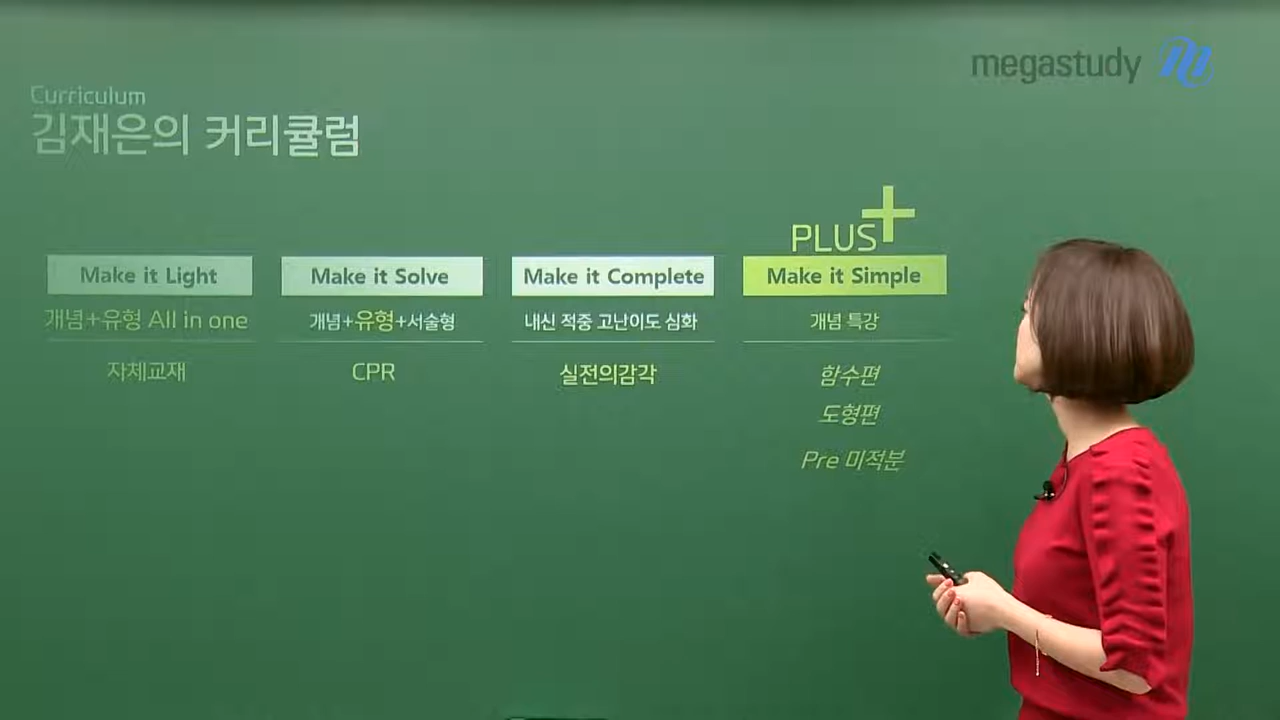 megastudy
Curriculum
김재은의 커리큘럼
PLUS+
Make it Light
개념+유형 All in one
자체교재
Make it Solve
개념+유형+서술형
CPR
Make it Complete
내신 적중 고난이도 심화
실전의감각
Make it Simple
개념 특강
함수편
도형편
Pre 미적분